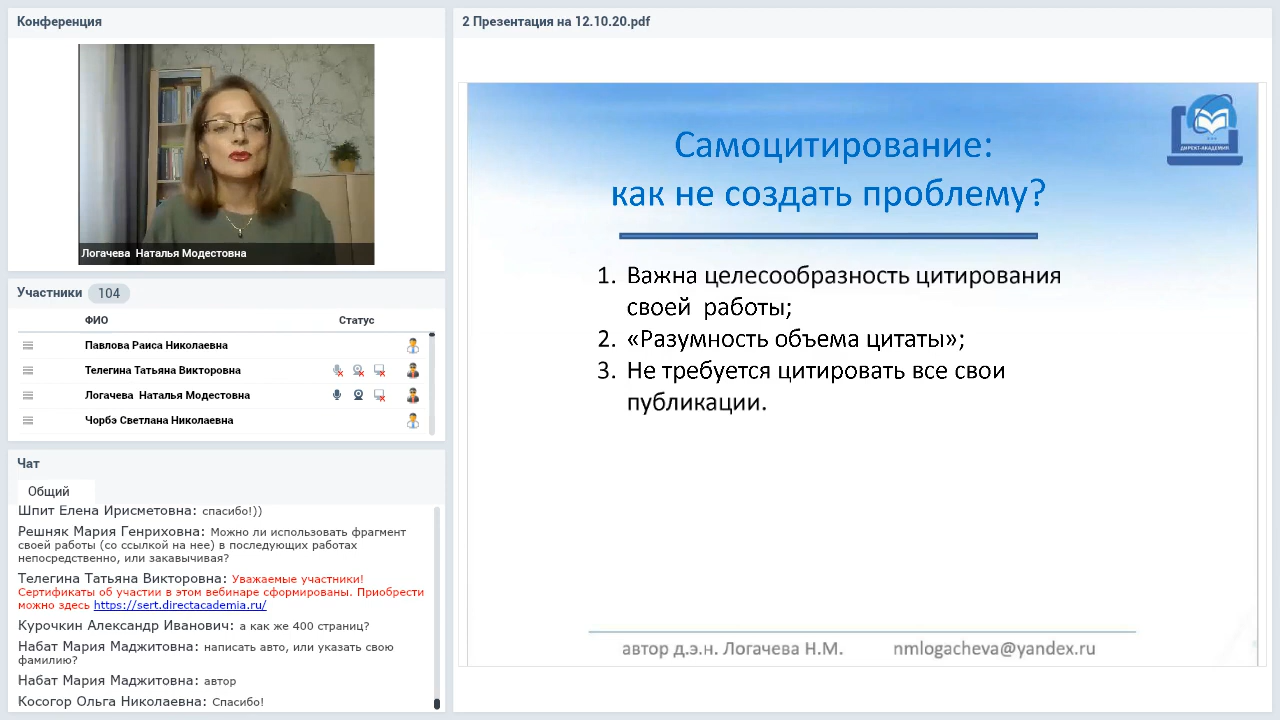 Конференция
Логачева  Наталья Модестовна
Участники 104
ФИО Статус
Павлова Раиса Николаевна
Телегина Татьяна Викторовна
Логачева  Наталья Модестовна
Чорбэ Светлана Николаевна
Чат
Общий
Шпит Елена Ирисметовна: спасибо!))
Решняк Мария Генриховна: Можно ли использовать фрагмент
своей работы (со ссылкой на нее) в последующих работах
непосредственно, или закавычивая?
Телегина Татьяна Викторовна: Уважаемые участники!
Сертификаты об участии в этом вебинаре сформированы. Приобрести
можно здесь https://sert.directacademia.ru/
Курочкин Александр Иванович: а как же 400 страниц?
Набат Мария Маджитовна: написать авто, или указать свою
фамилию?
Набат Мария Маджитовна: автор
Косогор Ольга Николаевна: Спасибо!
2 Презентация на 12.10.20.pdf
ДИРЕКТ-АКАДЕМИЯ
Самоцитирование:
как не создать проблему?
1. Важна целесообразность цитирования
своей  работы;
2. «Разумность объема цитаты»;
3. Не требуется цитировать все свои
публикации.
автор д.э.н. Логачева Н.М. nmlogacheva@yandex.ru